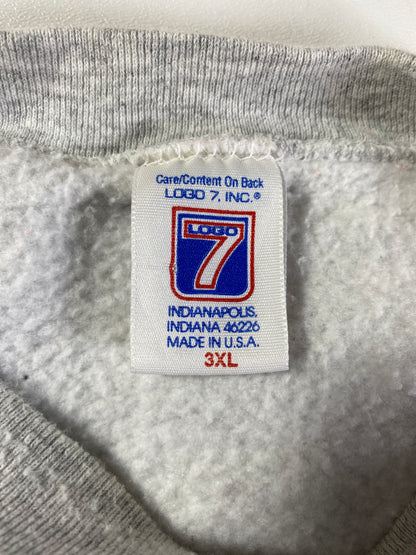 Care/Content On Back
LOGO 7, INC.®
LOGO
7
INDIANAPOLIS,
INDIANA 46226
MADE IN U.S.A.
3XL